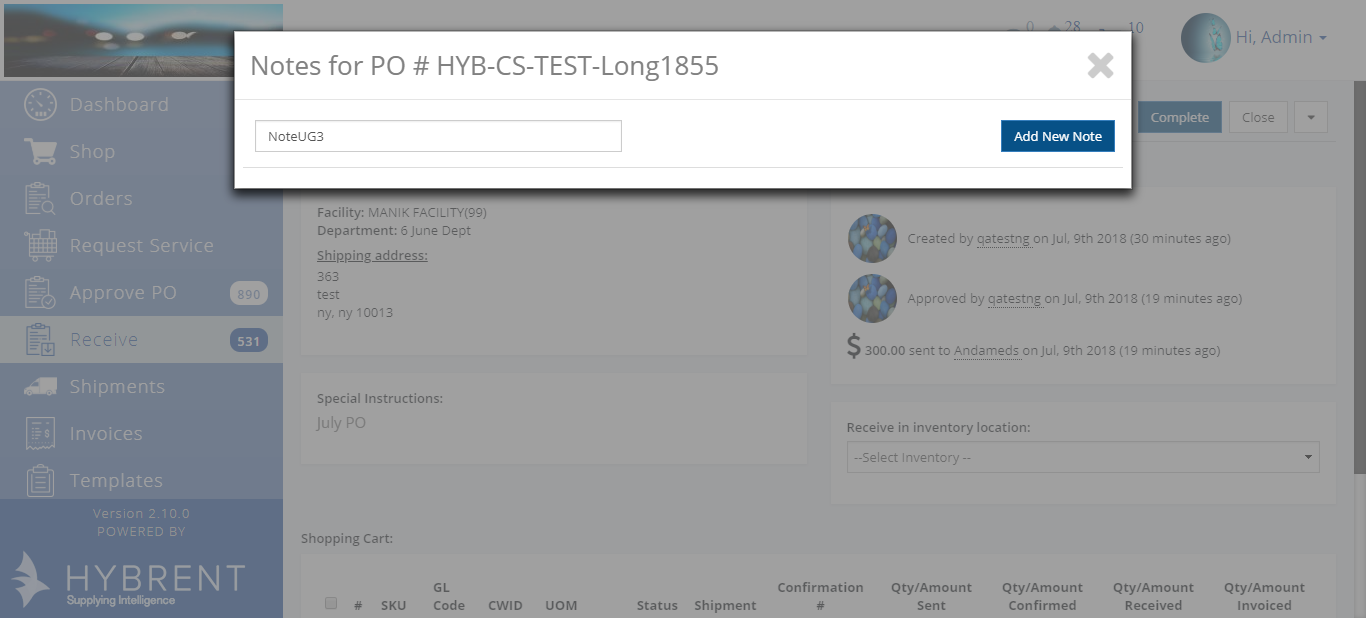 0 28 10
Hi, Admin
Notes for PO # HYB-CS-TEST-Long1855
NoteUG3
Add New Note
Complete
Close
Dashboard
Shop
Orders
Request Service
Approve PO 890
Receive 531
Shipments
Invoices
Templates
Version 2.10.0
POWERED BY
HYBRENT
Supplying Intelligence
Facility: MANIK FACILITY(99)
Department: 6 June Dept
Shipping address:
363
test
ny, ny 10013
Created by qatestng on Jul, 9th 2018 (30 minutes ago)
Approved by qatestng on Jul, 9th 2018 (19 minutes ago)
$ 300.00 sent to Andameds on Jul, 9th 2018 (19 minutes ago)
Special Instructions:
July PO
Receive in inventory location:
--Select Inventory --
Shopping Cart:
# SKU GL Code CWID UOM Status Shipment Confirmation # Qty/Amount Sent Qty/Amount Confirmed Qty/Amount Received Qty/Amount Invoiced